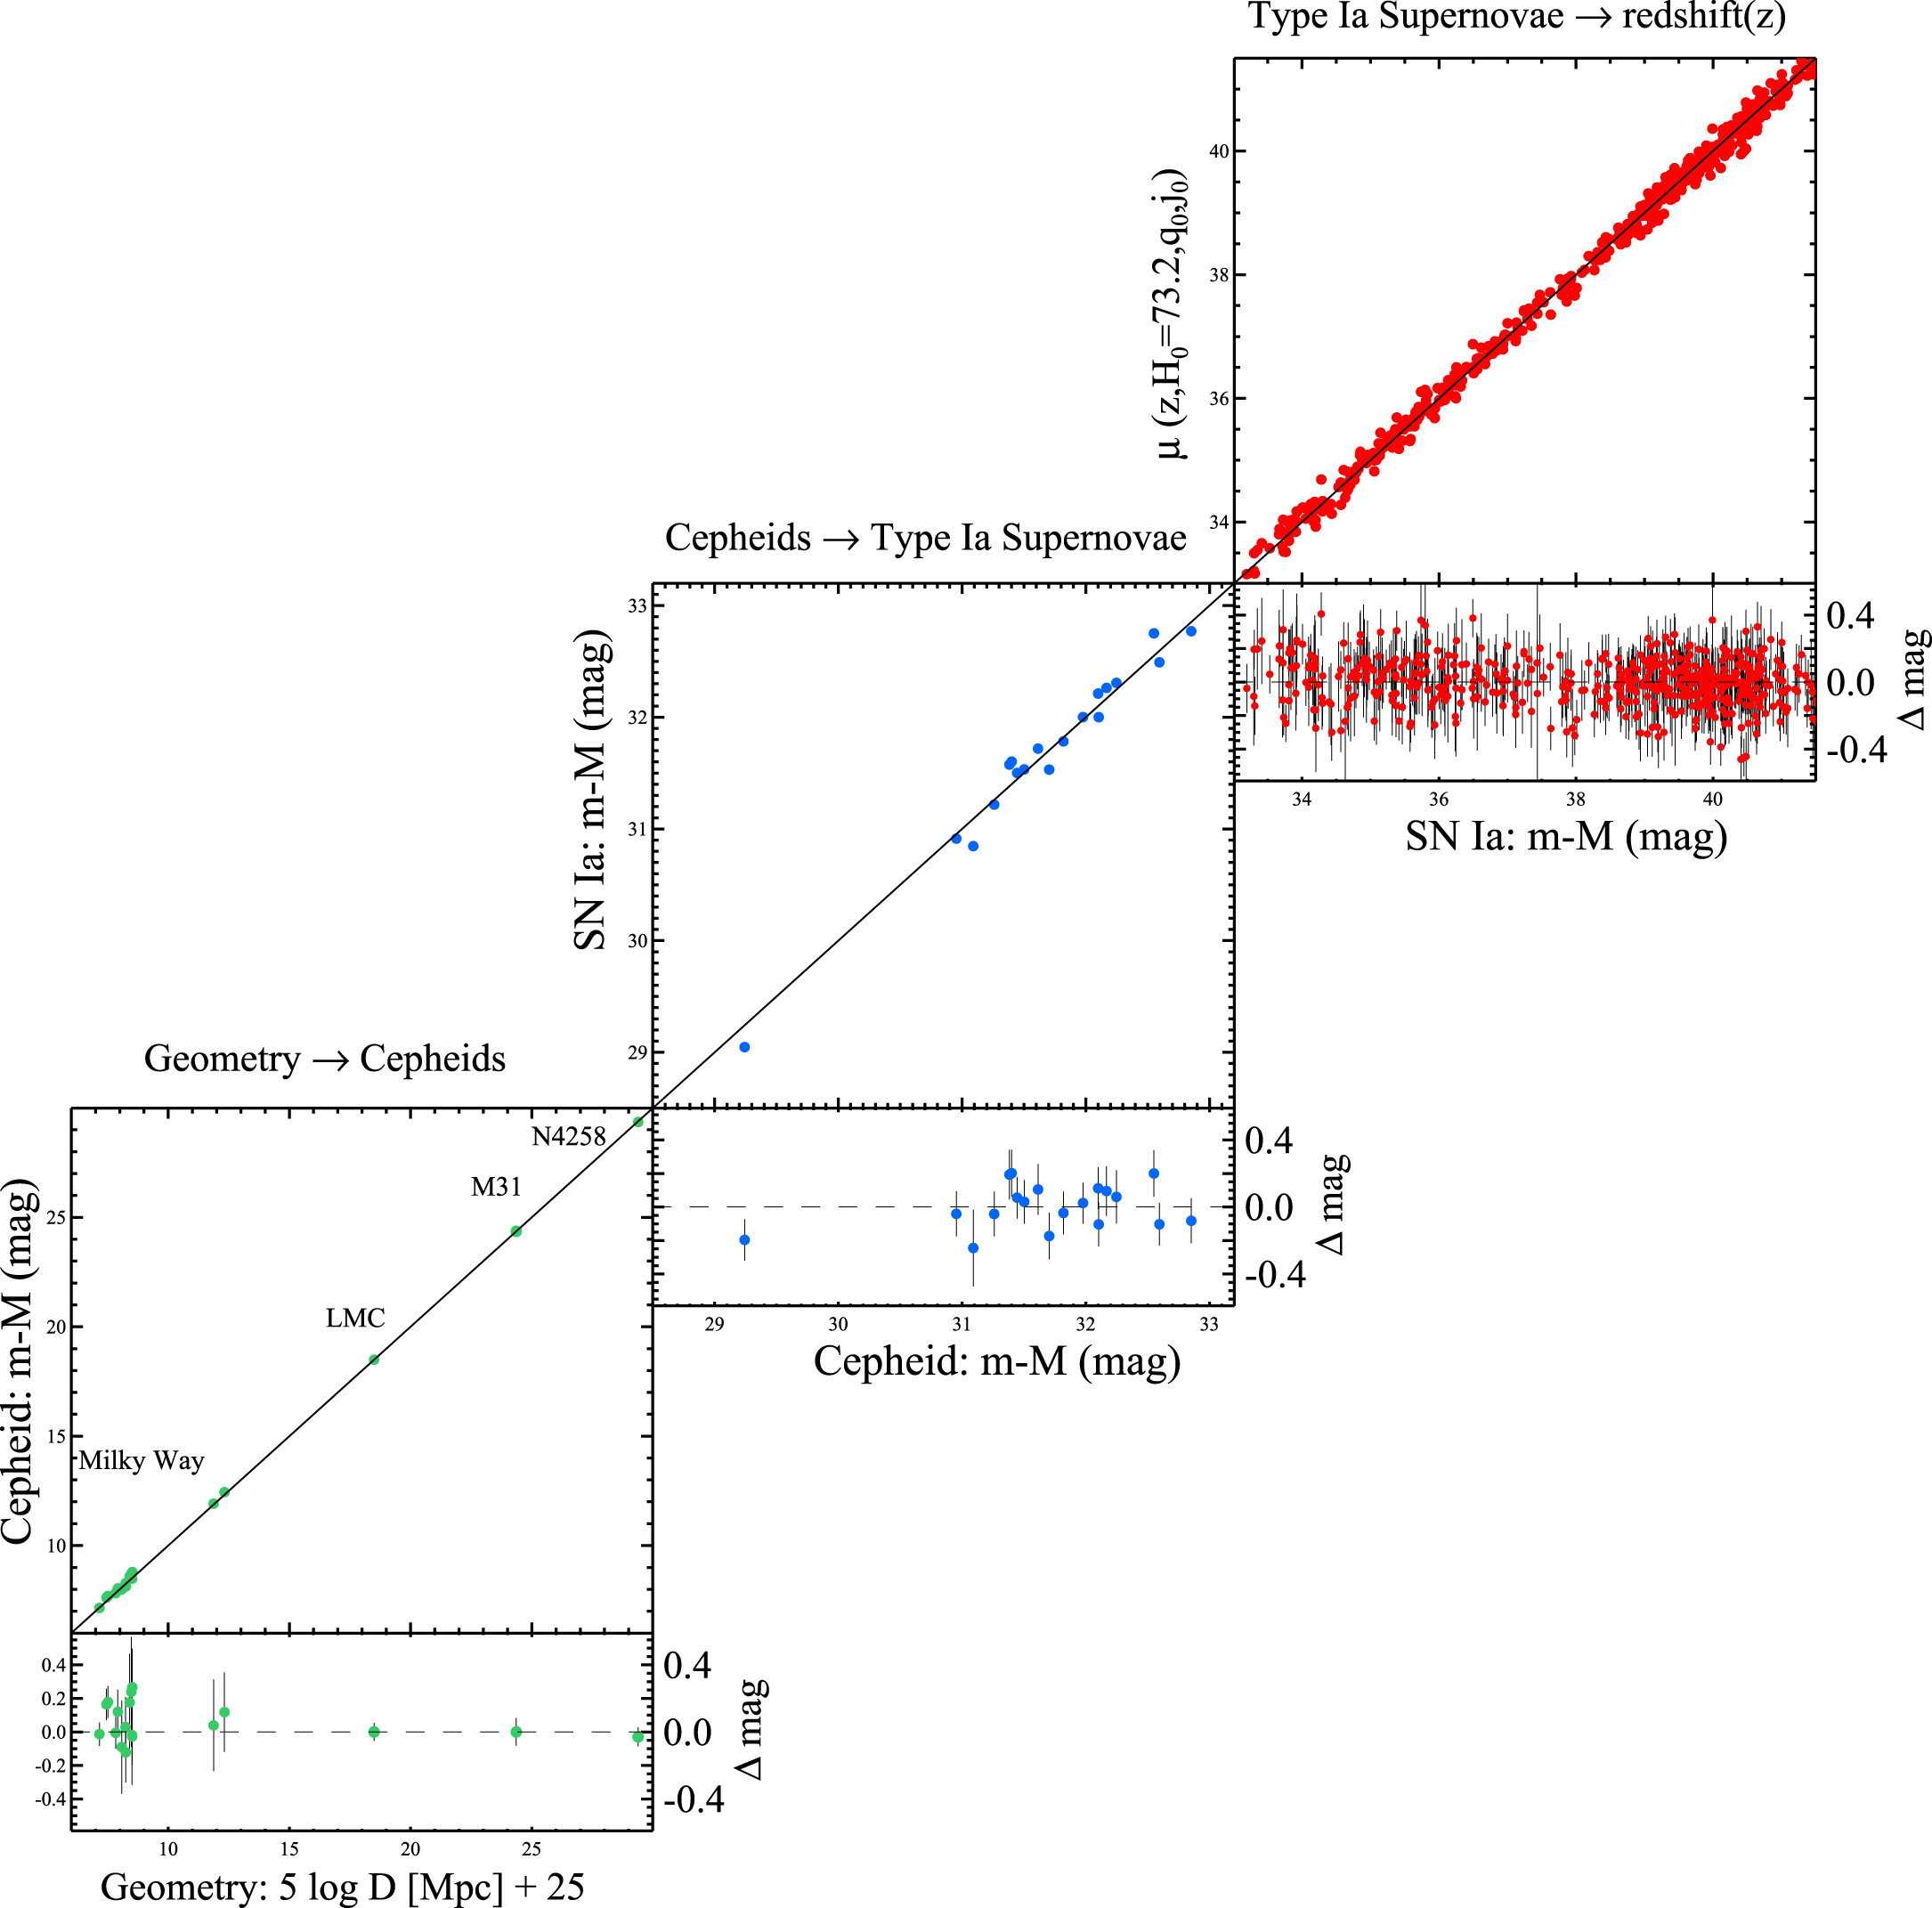 Type Ia Supernovae → redshift(z)
40
38
36
34
μ (z,H₀=73.2,q₀,j₀)
0.4
0.0
-0.4
Δ mag
34 36 38 40
SN Ia: m-M (mag)
Cepheids → Type Ia Supernovae
33
32
31
30
29
SN Ia: m-M (mag)
0.4
0.0
-0.4
Δ mag
29 30 31 32 33
Cepheid: m-M (mag)
Geometry → Cepheids
N4258
M31
LMC
Milky Way
25
20
15
10
Cepheid: m-M (mag)
0.4
0.2
0.0
-0.2
-0.4
0.4
0.0
-0.4
Δ mag
10 15 20 25
Geometry: 5 log D [Mpc] + 25